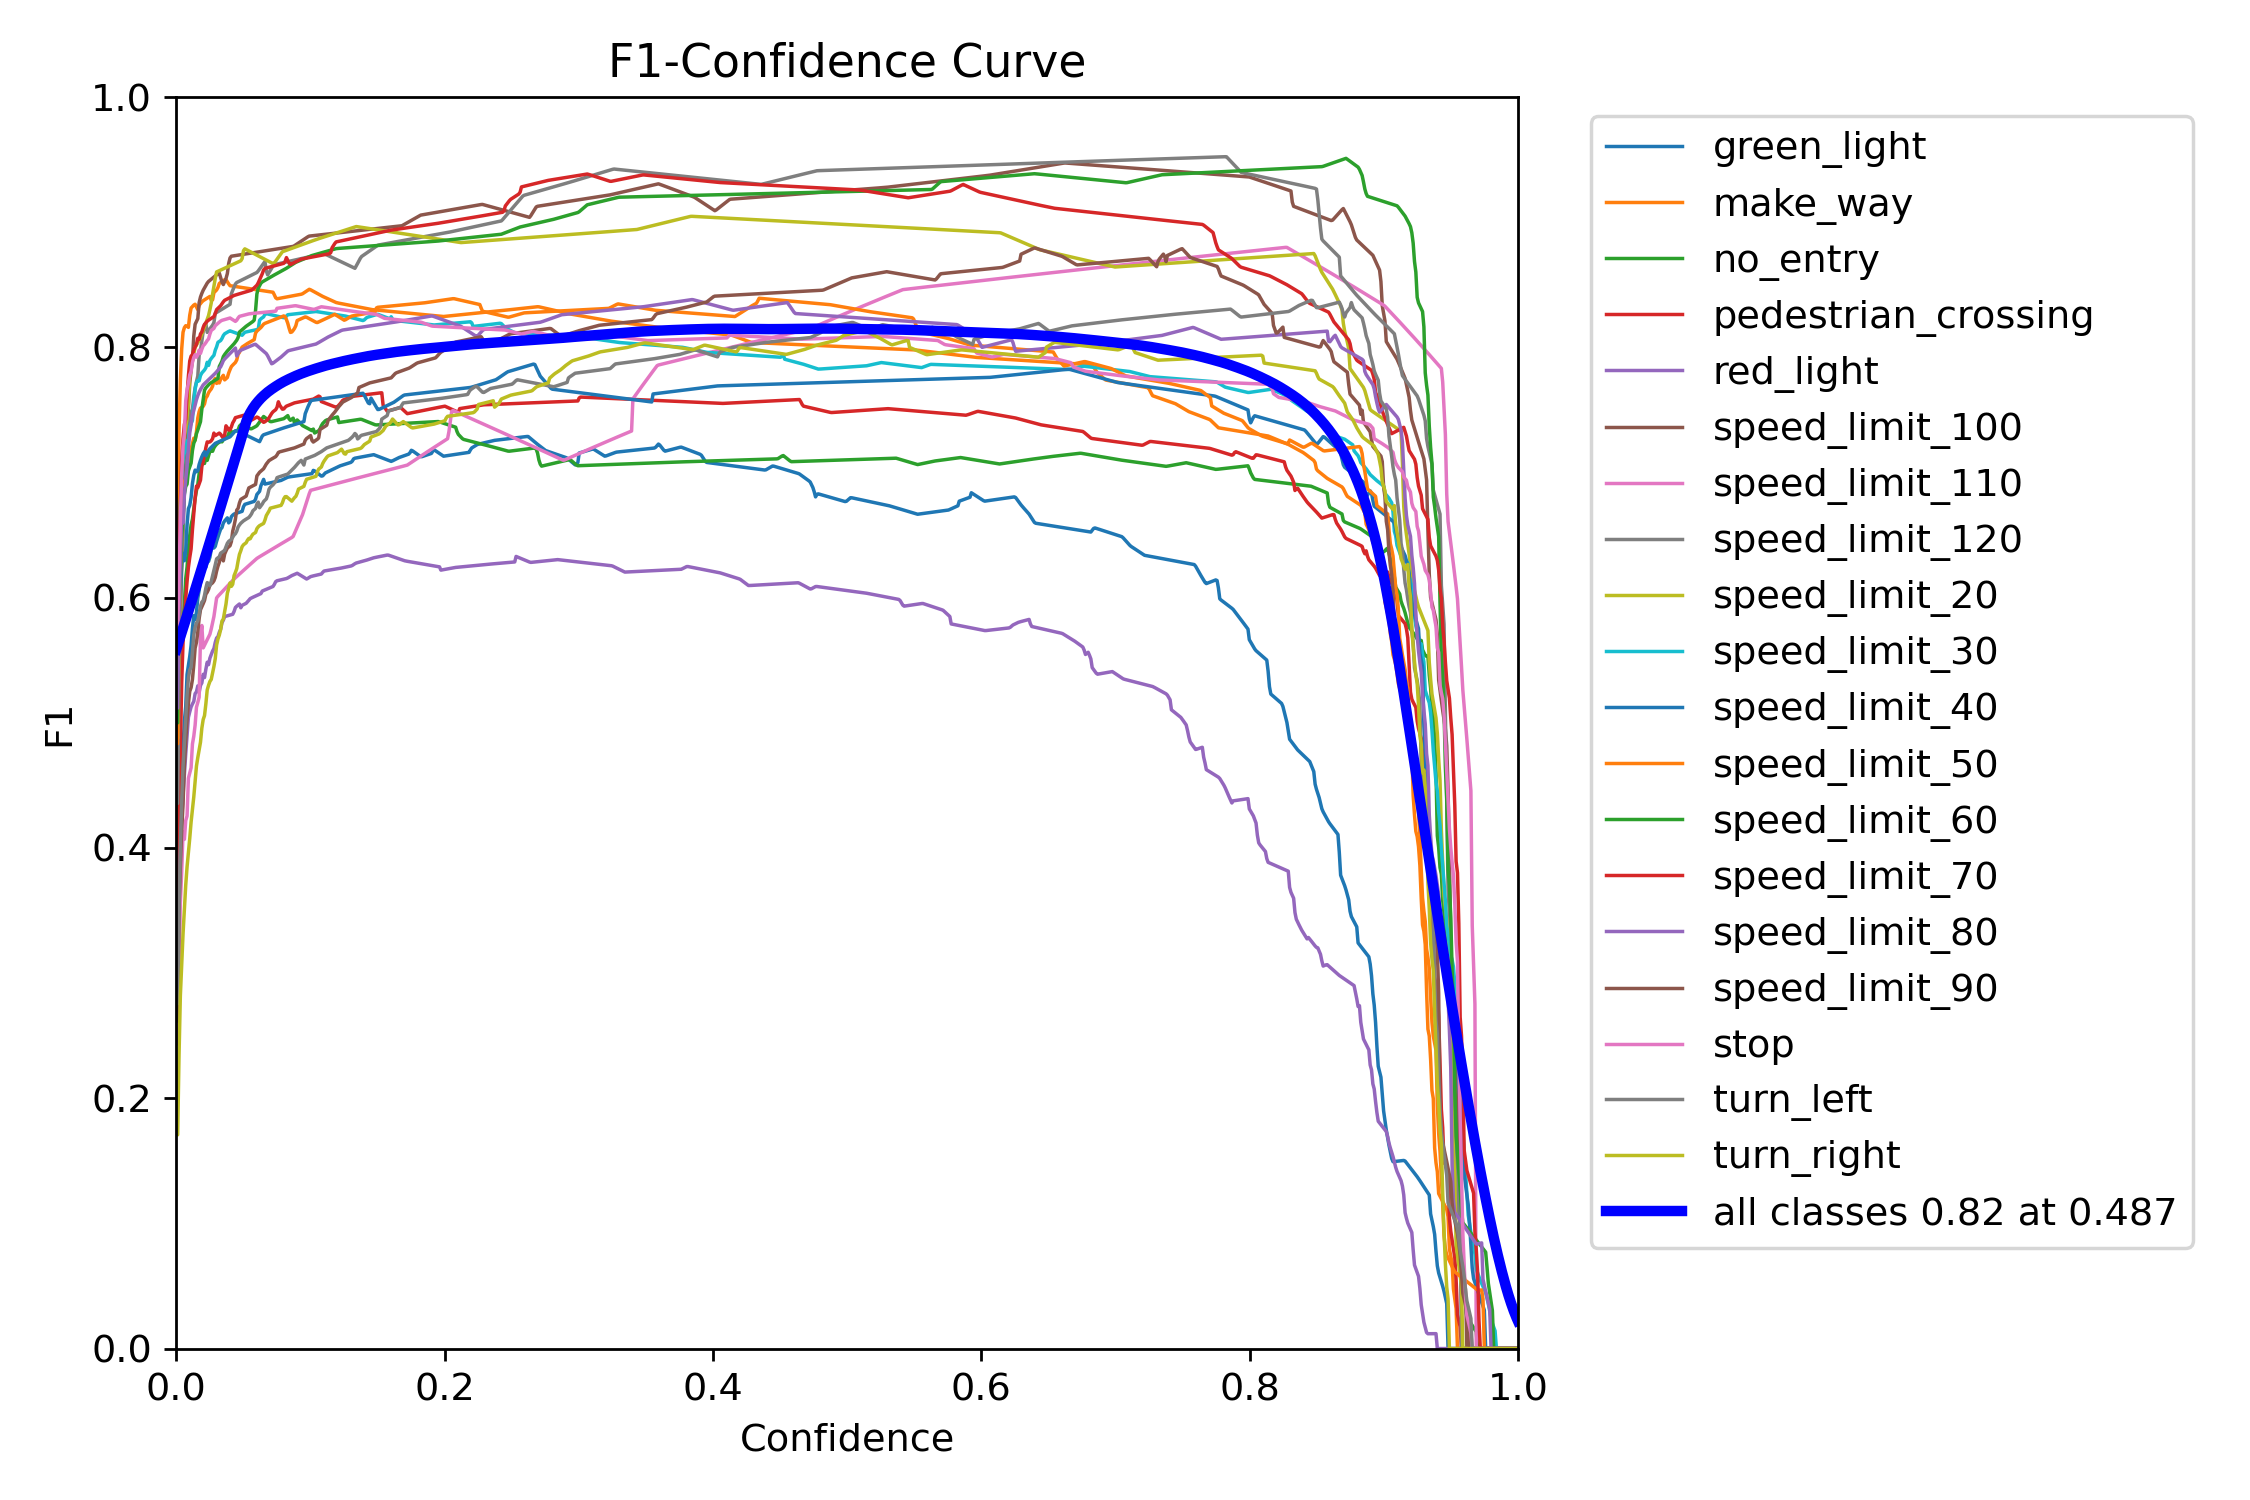 F1-Confidence Curve
1.0
0.8
0.6
0.4
0.2
0.0
F1
0.0 0.2 0.4 0.6 0.8 1.0
Confidence
green_light
make_way
no_entry
pedestrian_crossing
red_light
speed_limit_100
speed_limit_110
speed_limit_120
speed_limit_20
speed_limit_30
speed_limit_40
speed_limit_50
speed_limit_60
speed_limit_70
speed_limit_80
speed_limit_90
stop
turn_left
turn_right
all classes 0.82 at 0.487